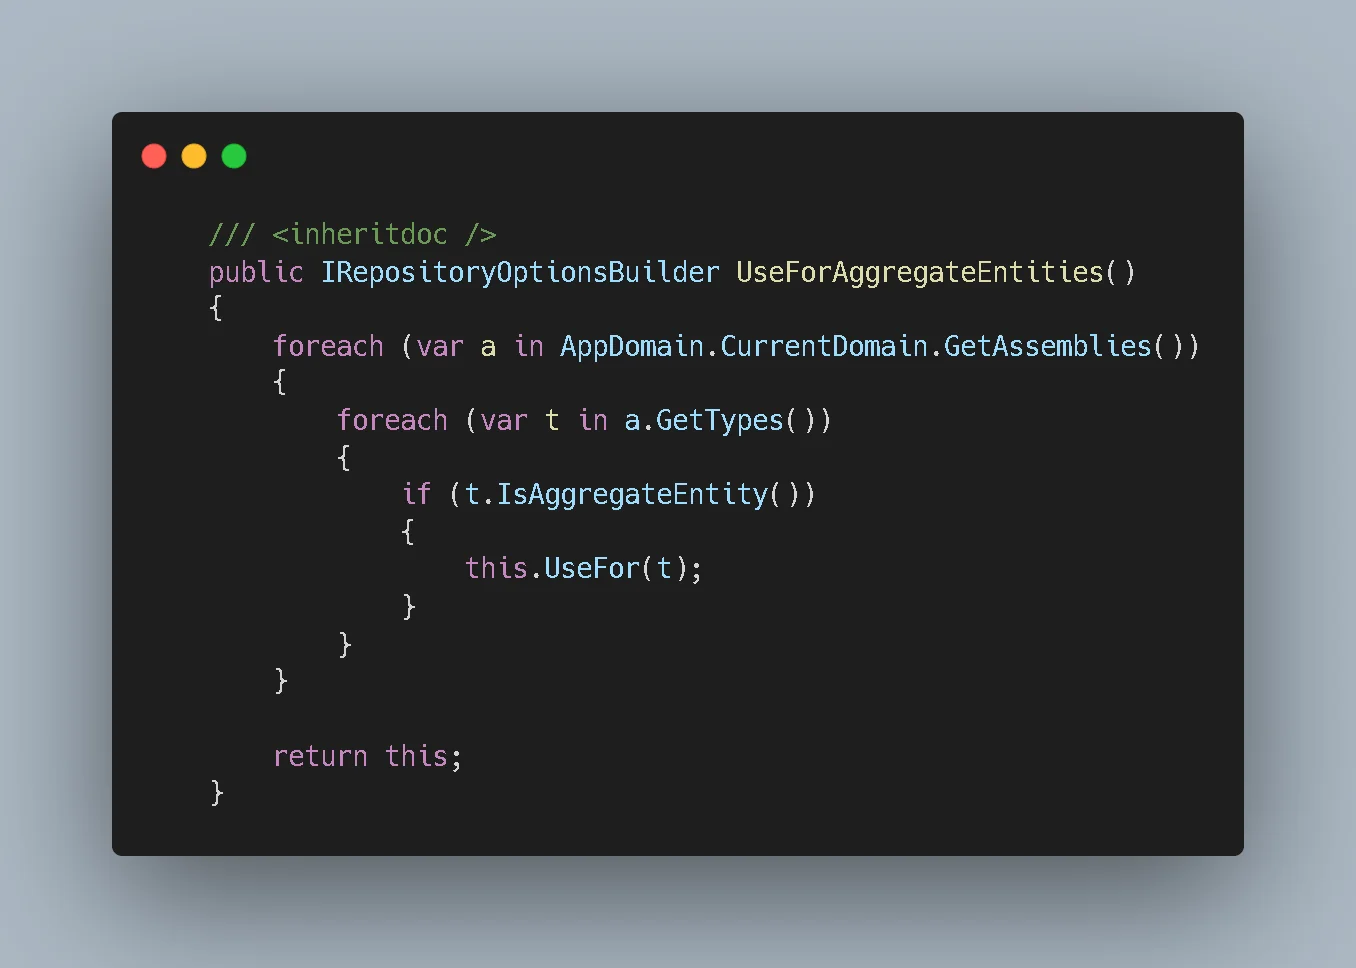 /// <inheritdoc />
public IRepositoryOptionsBuilder UseForAggregateEntities()
{
    foreach (var a in AppDomain.CurrentDomain.GetAssemblies())
    {
        foreach (var t in a.GetTypes())
        {
            if (t.IsAggregateEntity())
            {
                this.UseFor(t);
            }
        }
    }

    return this;
}